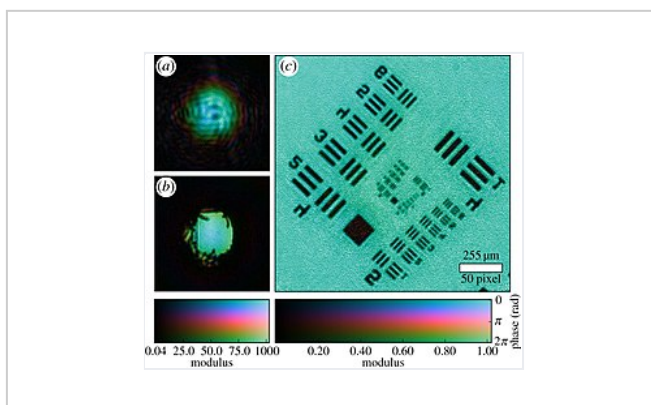 (a)
(c)
(b)
255 µm
50 pixel
0
π
2π
phase (rad)
0.04 25.0 50.0 75.0 1000
modulus
0.20 0.40 0.60 0.80 1.00
modulus